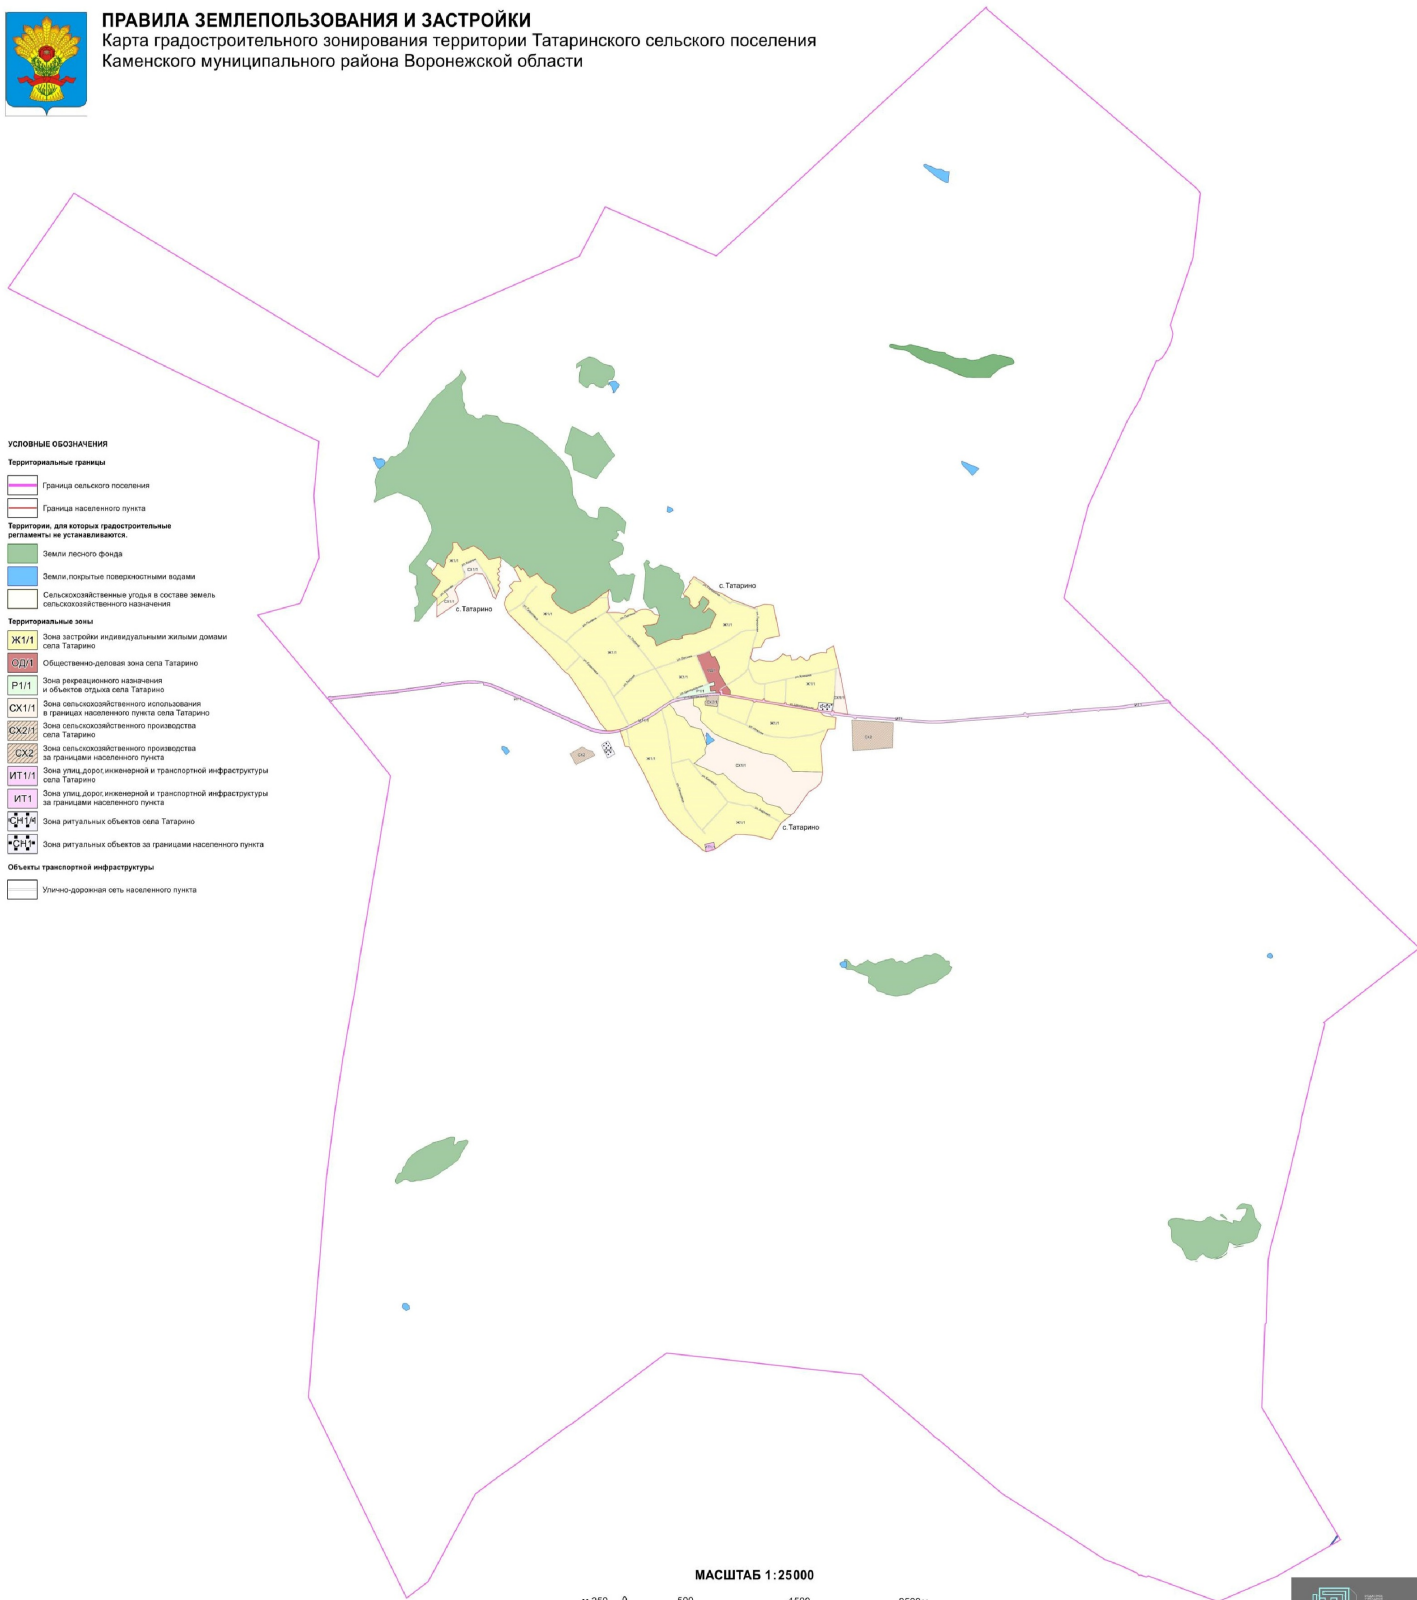 ПРАВИЛА ЗЕМЛЕПОЛЬЗОВАНИЯ И ЗАСТРОЙКИ
Карта градостроительного зонирования территории Татаринского сельского поселения
Каменского муниципального района Воронежской области
УСЛОВНЫЕ ОБОЗНАЧЕНИЯ
Территориальные границы
Граница сельского поселения
Граница населенного пункта
Территории, для которых градостроительные
регламенты не устанавливаются.
Земли лесного фонда
Земли,покрытые поверхностными водами
Сельскохозяйственные угодья в составе земель
сельскохозяйственного назначения
Территориальные зоны
Ж1/1 Зона застройки индивидуальными жилыми домами
села Татарино
ОД/1 Общественно-деловая зона села Татарино
Р1/1 Зона рекреационного назначения
и объектов отдыха села Татарино
СХ1/1 Зона сельскохозяйственного использования
в границах населенного пункта села Татарино
СХ2/1 Зона сельскохозяйственного производства
села Татарино
СХ2 Зона сельскохозяйственного производства
за границами населенного пункта
ИТ1/1 Зона улиц,дорог,инженерной и транспортной инфраструктуры
села Татарино
ИТ1 Зона улиц,дорог,инженерной и транспортной инфраструктуры
за границами населенного пункта
СН1/1 Зона ритуальных объектов села Татарино
СН1 Зона ритуальных объектов за границами населенного пункта
Объекты транспортной инфраструктуры
Улично-дорожная сеть населенного пункта
с.Татарино
с.Татарино
с.Татарино
МАСШТАБ 1:25000